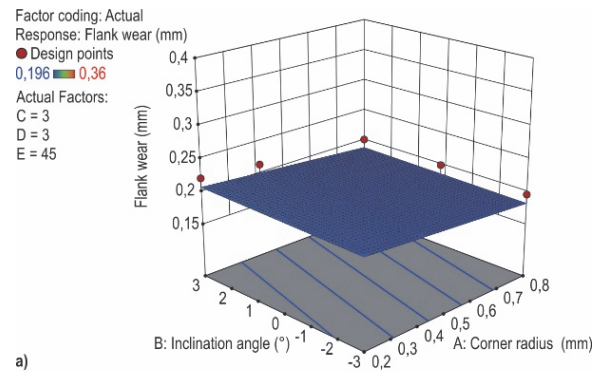 Factor coding: Actual
Response: Flank wear (mm)
Design points
0,196 0,36
Actual Factors:
C = 3
D = 3
E = 45
Flank wear (mm)
0,4
0,35
0,3
0,25
0,2
0,15
3
2
1
0
-1
-2
-3
B: Inclination angle (°)
0,2
0,3
0,4
0,5
0,6
0,7
0,8
A: Corner radius (mm)
a)